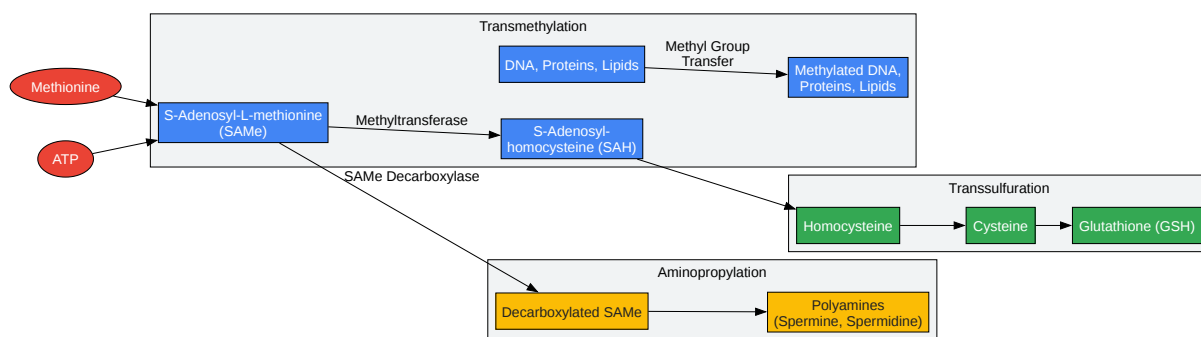 Transmethylation
Methionine
ATP
S-Adenosyl-L-methionine
(SAMe)
DNA, Proteins, Lipids
Methyl Group
Transfer
Methylated DNA,
Proteins, Lipids
Methyltransferase
S-Adenosyl-
homocysteine (SAH)
SAMe Decarboxylase
Transsulfuration
Homocysteine
Cysteine
Glutathione (GSH)
Aminopropylation
Decarboxylated SAMe
Polyamines
(Spermine, Spermidine)